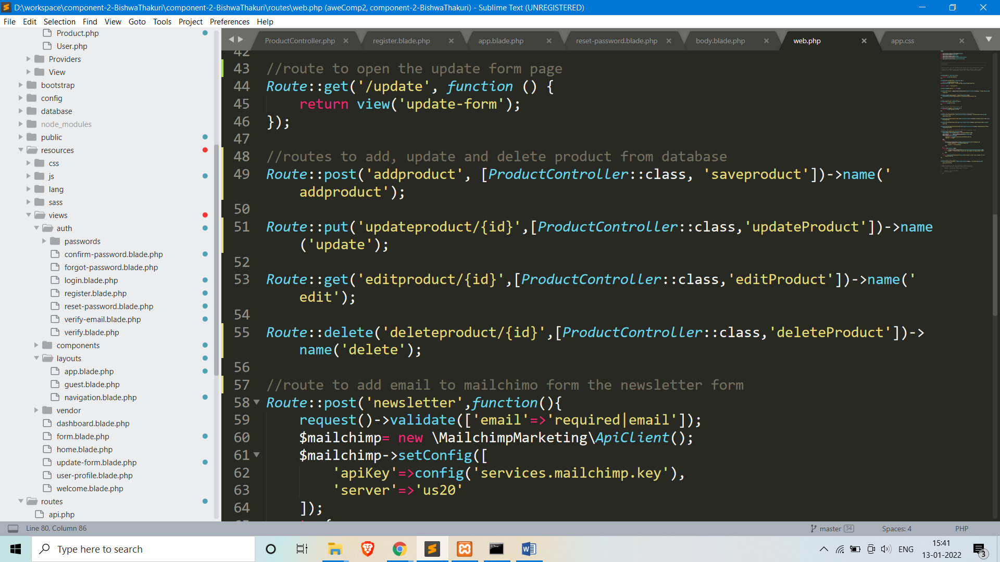 D:\workspace\component-2-BishwaThakuri\component-2-BishwaThakuri\routes\web.php (aweComp2, component-2-BishwaThakuri) - Sublime Text (UNREGISTERED)
File Edit Selection Find View Goto Tools Project Preferences Help
Product.php
User.php
Providers
View
bootstrap
config
database
node_modules
public
resources
css
js
lang
sass
views
auth
passwords
confirm-password.blade.php
forgot-password.blade.php
login.blade.php
register.blade.php
reset-password.blade.php
verify-email.blade.php
verify.blade.php
components
layouts
app.blade.php
guest.blade.php
navigation.blade.php
vendor
dashboard.blade.php
form.blade.php
home.blade.php
update-form.blade.php
user-profile.blade.php
welcome.blade.php
routes
api.php
ProductController.php register.blade.php app.blade.php reset-password.blade.php body.blade.php web.php app.css
42
43 //route to open the update form page
44 Route::get('/update', function () {
45 return view('update-form');
46 });
47
48 //routes to add, update and delete product from database
49 Route::post('addproduct', [ProductController::class, 'saveproduct'])->name('
addproduct');
50
51 Route::put('updateproduct/{id}',[ProductController::class,'updateProduct'])->name
('update');
52
53 Route::get('editproduct/{id}',[ProductController::class,'editProduct'])->name('
edit');
54
55 Route::delete('deleteproduct/{id}',[ProductController::class,'deleteProduct'])->
name('delete');
56
57 //route to add email to mailchimo form the newsletter form
58 Route::post('newsletter',function(){
59 request()->validate(['email'=>'required|email']);
60 $mailchimp= new \MailchimpMarketing\ApiClient();
61 $mailchimp->setConfig([
62 'apiKey'=>config('services.mailchimp.key'),
63 'server'=>'us20'
64 ]);
Line 80, Column 86
master 34
Spaces: 4
PHP
Type here to search
ENG
15:41
13-01-2022
3